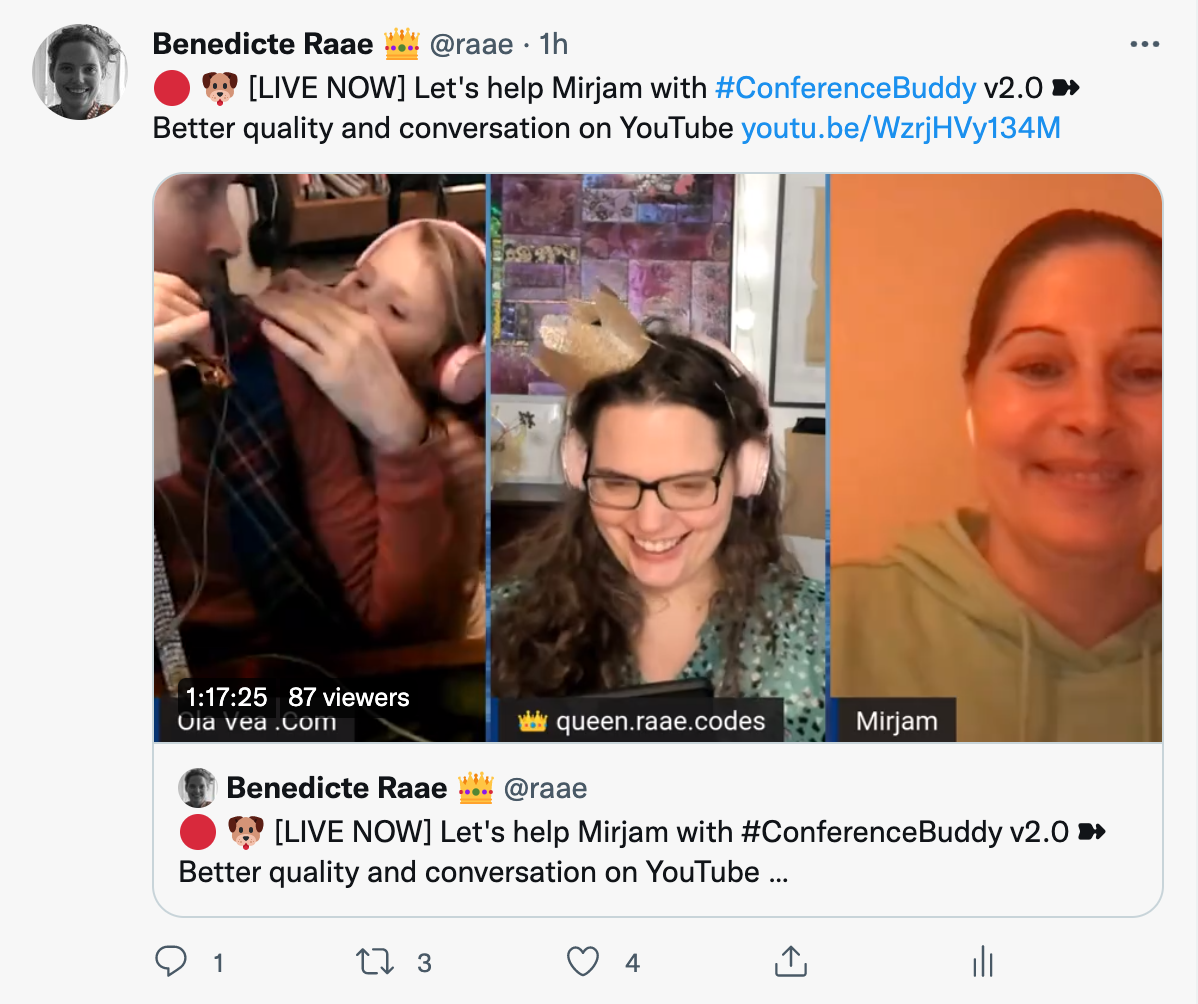 Benedicte Raae 👑 @raae · 1h
🔴 🐶 [LIVE NOW] Let's help Mirjam with #ConferenceBuddy v2.0 ➽
Better quality and conversation on YouTube youtu.be/WzrjHVy134M
1:17:25 87 viewers
Ola Vea .Com
👑 queen.raae.codes
Mirjam
Benedicte Raae 👑 @raae
🔴 🐶 [LIVE NOW] Let's help Mirjam with #ConferenceBuddy v2.0 ➽
Better quality and conversation on YouTube ...
1 3 4